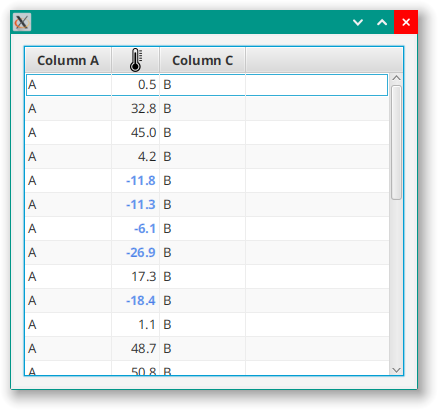 Column A Column C
A 0.5 B
A 32.8 B
A 45.0 B
A 4.2 B
A -11.8 B
A -11.3 B
A -6.1 B
A -26.9 B
A 17.3 B
A -18.4 B
A 1.1 B
A 48.7 B
A 50.8 B